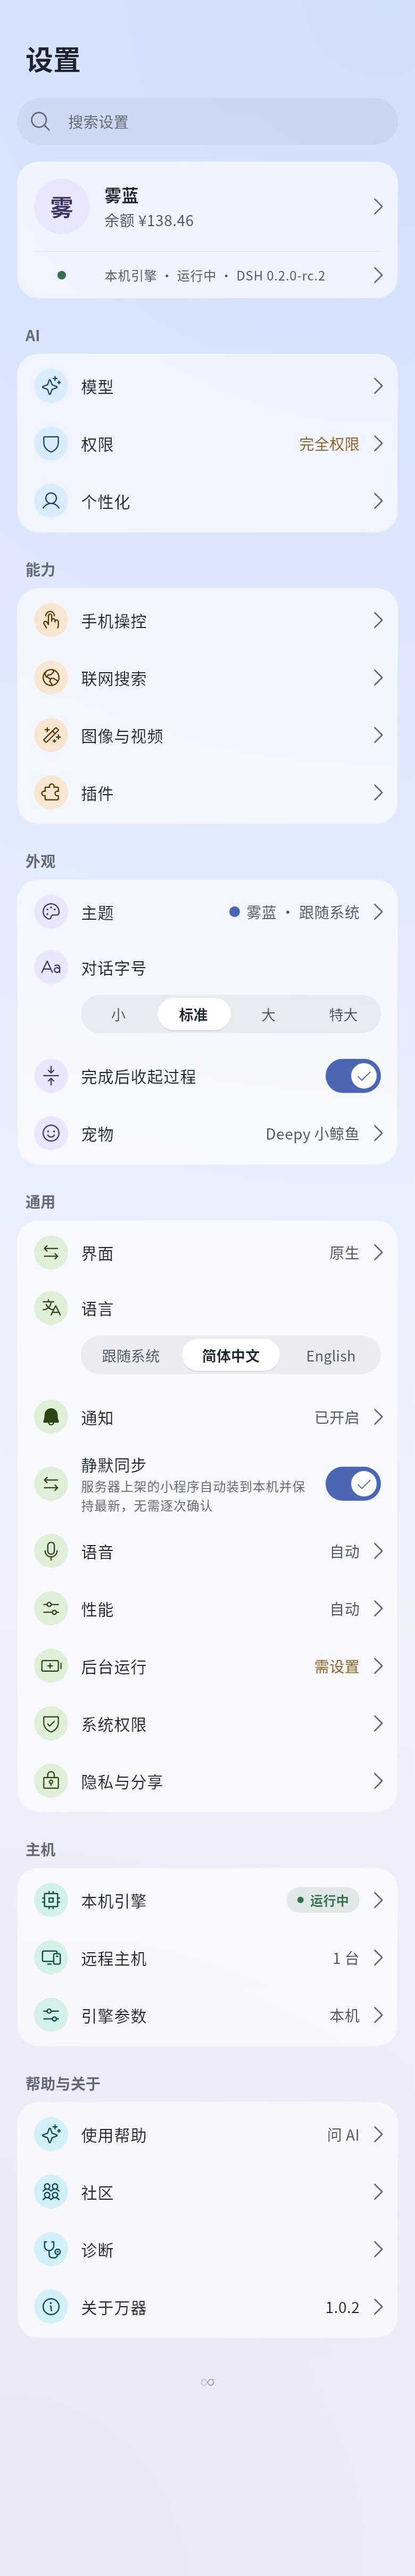 设置
搜索设置
雾
雾蓝
余额 ¥138.46
本机引擎 · 运行中 · DSH 0.2.0-rc.2
AI
模型
权限 完全权限
个性化
能力
手机操控
联网搜索
图像与视频
插件
外观
主题 雾蓝 · 跟随系统
Aa 对话字号
小 标准 大 特大
完成后收起过程
宠物 Deepy 小鲸鱼
通用
界面 原生
文A 语言
跟随系统 简体中文 English
通知 已开启
静默同步
服务器上架的小程序自动装到本机并保
持最新，无需逐次确认
语音 自动
性能 自动
后台运行 需设置
系统权限
隐私与分享
主机
本机引擎 运行中
远程主机 1 台
引擎参数 本机
帮助与关于
使用帮助 问 AI
社区
诊断
关于万器 1.0.2